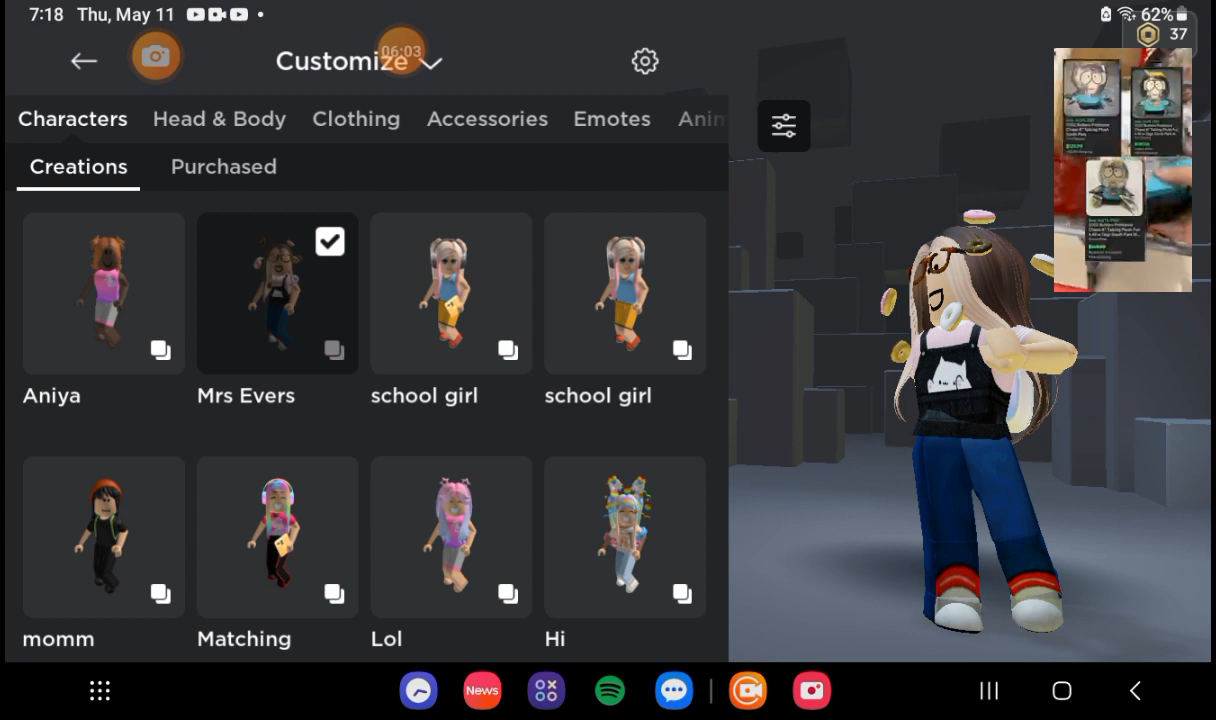 7:18 Thu, May 11
62%
37
Customize
06:03
Characters Head & Body Clothing Accessories Emotes Anim
Creations Purchased
Aniya
Mrs Evers
school girl
school girl
momm
Matching
Lol
Hi
News